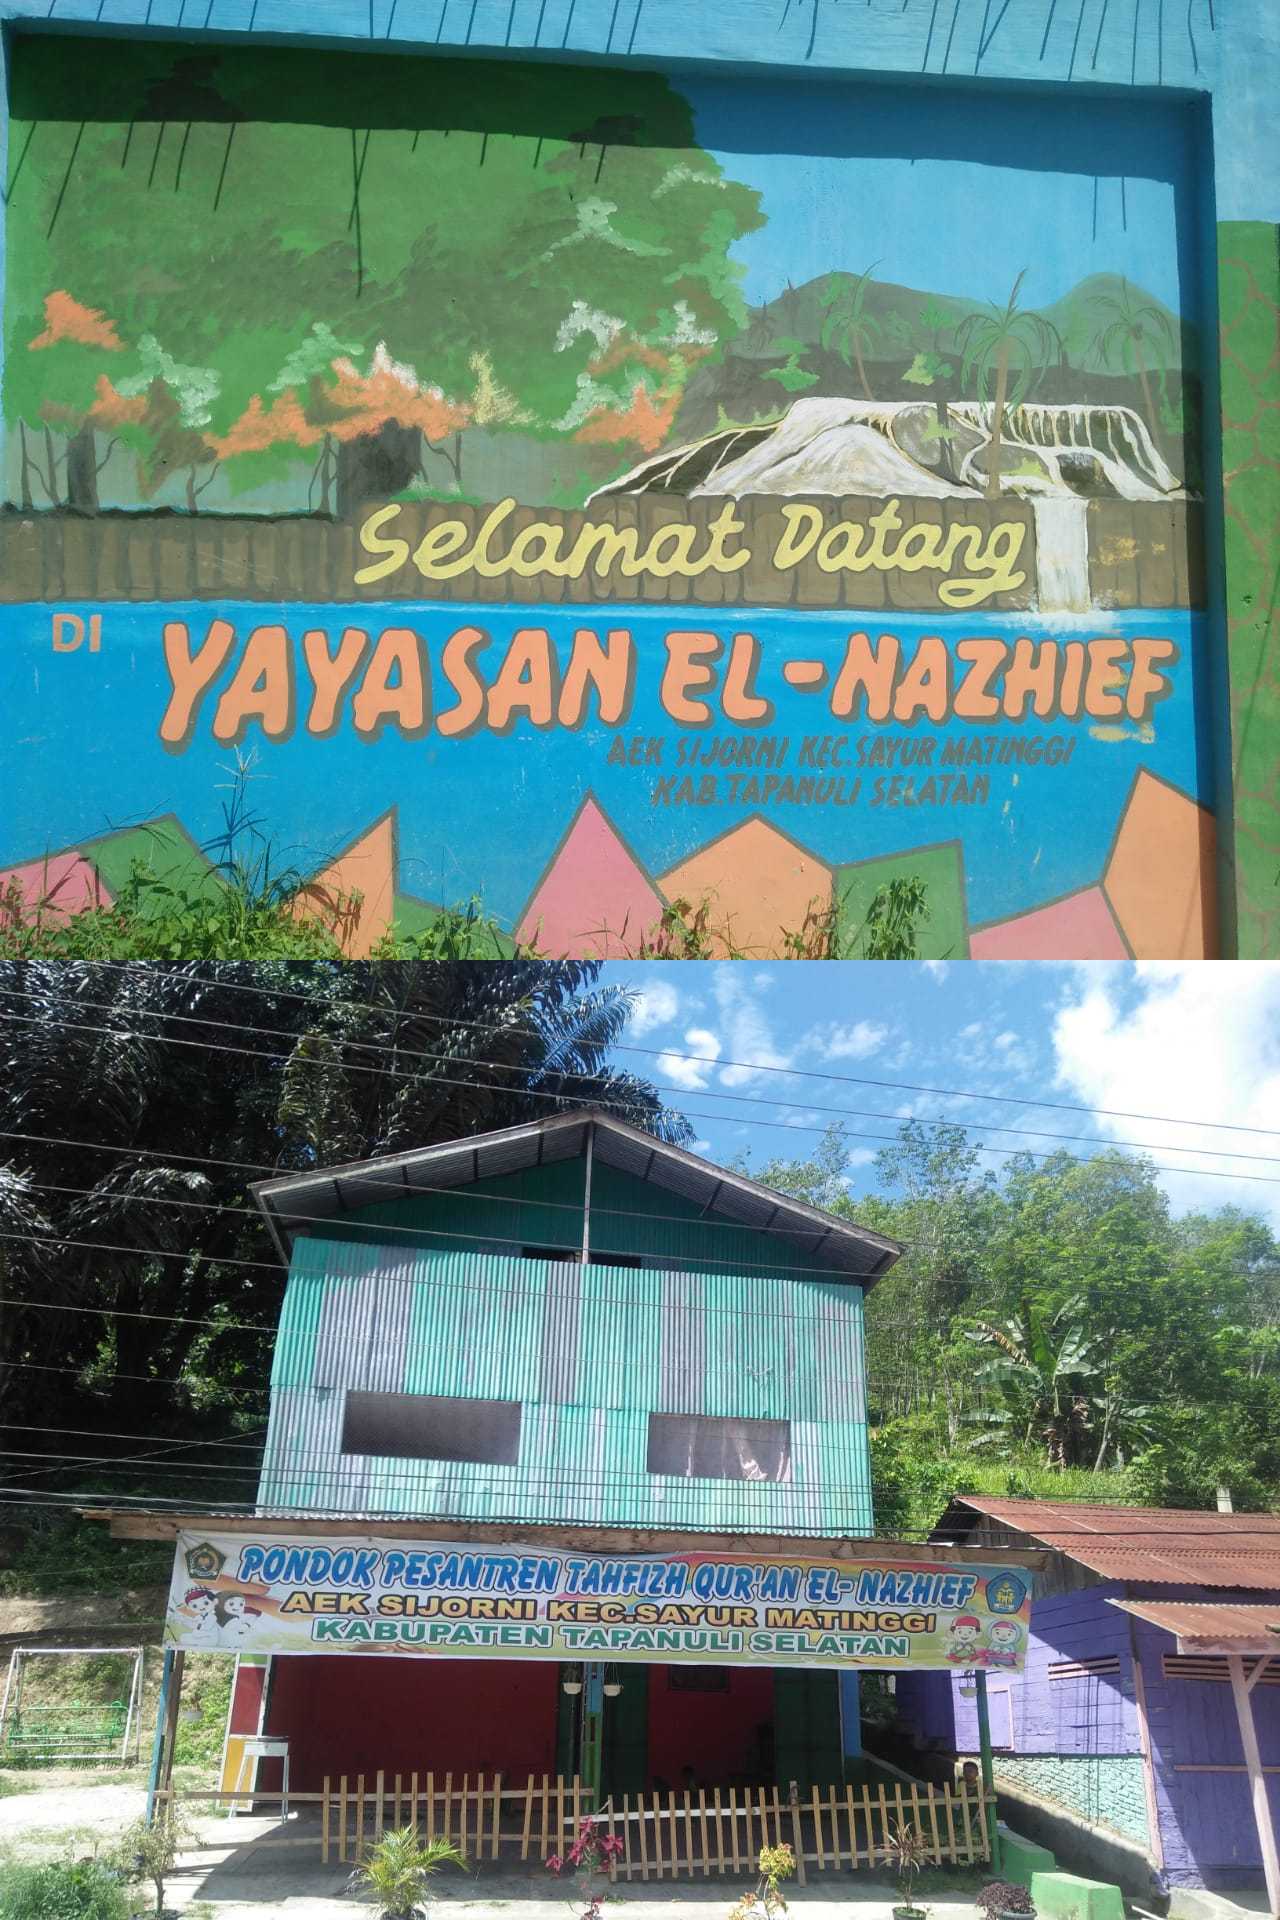 Selamat Datang
DI YAYASAN EL-NAZHIEF
AEK SIJORNI KEC.SAYUR MATINGGI
KAB.TAPANULI SELATAN
PONDOK PESANTREN TAHFIZH QUR'AN EL- NAZHIEF
AEK SIJORNI KEC.SAYUR MATINGGI
KABUPATEN TAPANULI SELATAN